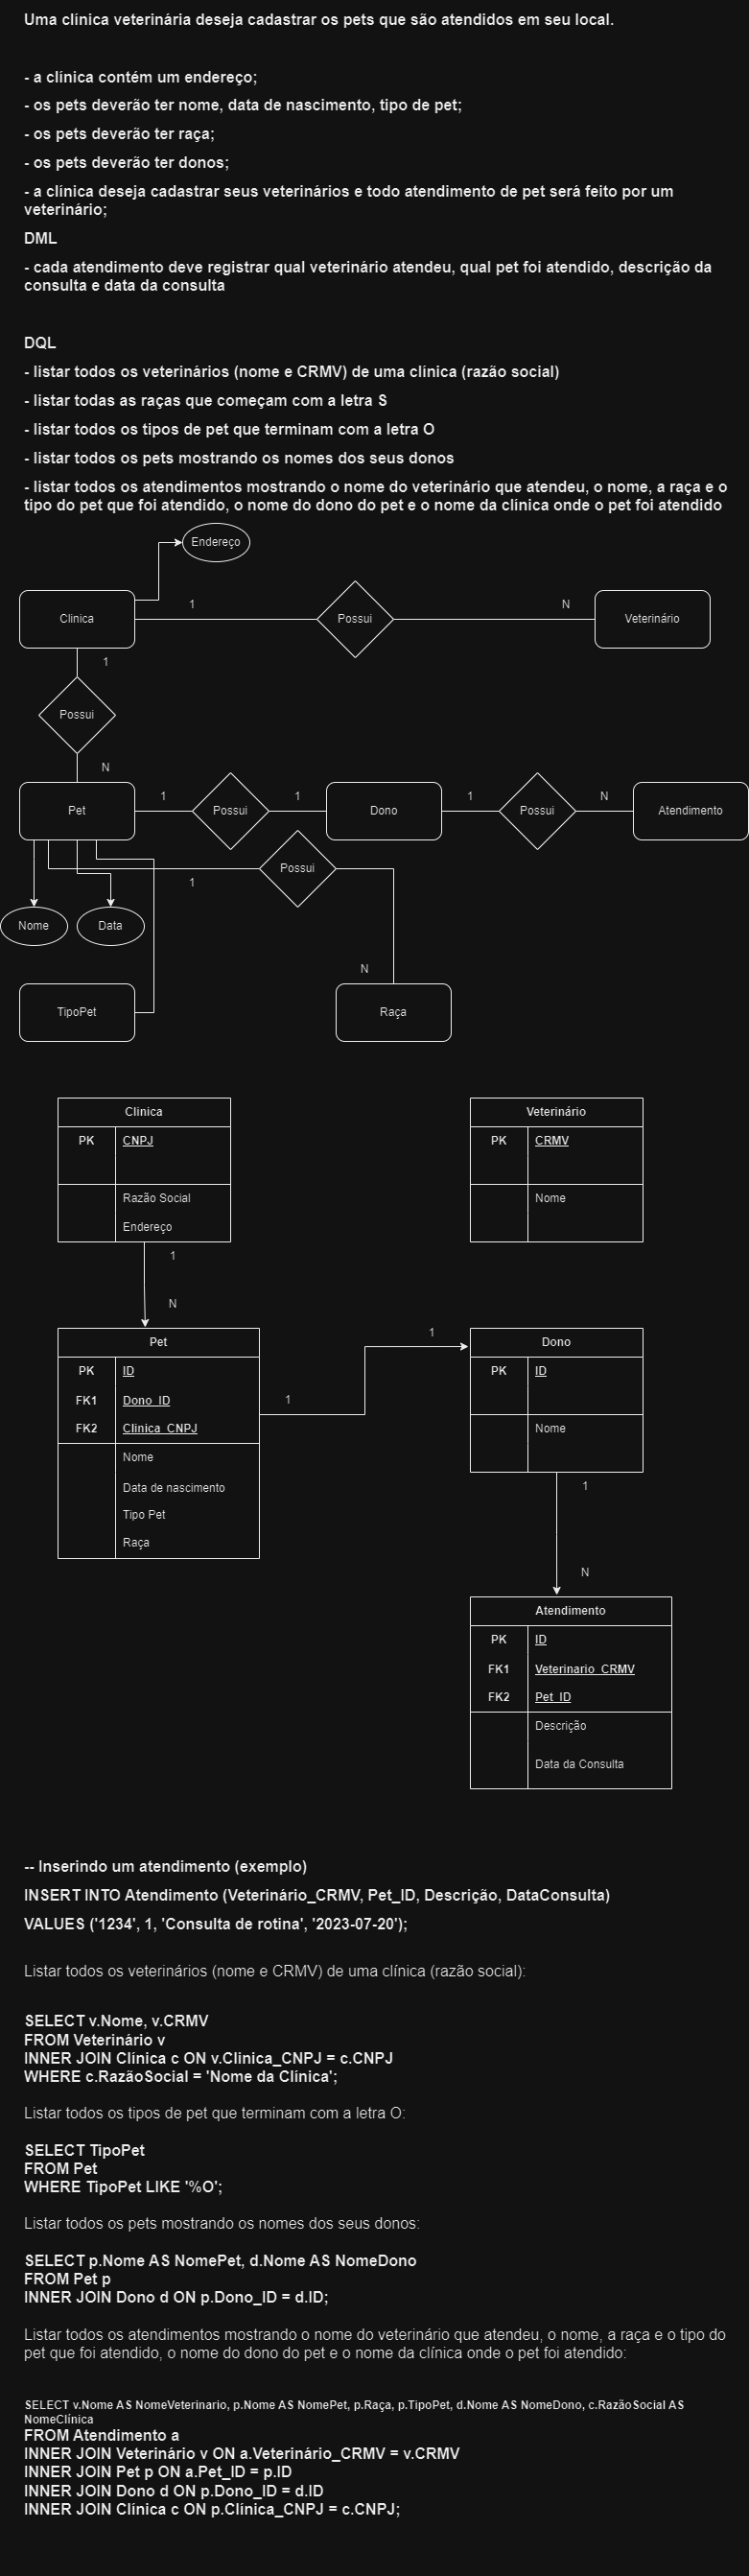 Uma clínica veterinária deseja cadastrar os pets que são atendidos em seu local.
- a clínica contém um endereço;
- os pets deverão ter nome, data de nascimento, tipo de pet;
- os pets deverão ter raça;
- os pets deverão ter donos;
- a clínica deseja cadastrar seus veterinários e todo atendimento de pet será feito por um
veterinário;
DML
- cada atendimento deve registrar qual veterinário atendeu, qual pet foi atendido, descrição da
consulta e data da consulta
DQL
- listar todos os veterinários (nome e CRMV) de uma clínica (razão social)
- listar todas as raças que começam com a letra S
- listar todos os tipos de pet que terminam com a letra O
- listar todos os pets mostrando os nomes dos seus donos
- listar todos os atendimentos mostrando o nome do veterinário que atendeu, o nome, a raça e o
tipo do pet que foi atendido, o nome do dono do pet e o nome da clínica onde o pet foi atendido
Endereço
1 N
Clinica Possui Veterinário
1
Possui
N
1 1 1 N
Pet Possui Dono Possui Atendimento
Possui
1
Nome Data
N
TipoPet Raça
Clinica Veterinário
PK CNPJ PK CRMV
Razão Social Nome
Endereço
1
N
1
Pet Dono
PK ID PK ID
1
FK1 Dono_ID
FK2 Clinica_CNPJ Nome
Nome
Data de nascimento 1
Tipo Pet
Raça
N
Atendimento
PK ID
FK1 Veterinario_CRMV
FK2 Pet_ID
Descrição
Data da Consulta
-- Inserindo um atendimento (exemplo)
INSERT INTO Atendimento (Veterinário_CRMV, Pet_ID, Descrição, DataConsulta)
VALUES ('1234', 1, 'Consulta de rotina', '2023-07-20');
Listar todos os veterinários (nome e CRMV) de uma clínica (razão social):
SELECT v.Nome, v.CRMV
FROM Veterinário v
INNER JOIN Clínica c ON v.Clinica_CNPJ = c.CNPJ
WHERE c.RazãoSocial = 'Nome da Clínica';
Listar todos os tipos de pet que terminam com a letra O:
SELECT TipoPet
FROM Pet
WHERE TipoPet LIKE '%O';
Listar todos os pets mostrando os nomes dos seus donos:
SELECT p.Nome AS NomePet, d.Nome AS NomeDono
FROM Pet p
INNER JOIN Dono d ON p.Dono_ID = d.ID;
Listar todos os atendimentos mostrando o nome do veterinário que atendeu, o nome, a raça e o tipo do
pet que foi atendido, o nome do dono do pet e o nome da clínica onde o pet foi atendido:
SELECT v.Nome AS NomeVeterinario, p.Nome AS NomePet, p.Raça, p.TipoPet, d.Nome AS NomeDono, c.RazãoSocial AS
NomeClínica
FROM Atendimento a
INNER JOIN Veterinário v ON a.Veterinário_CRMV = v.CRMV
INNER JOIN Pet p ON a.Pet_ID = p.ID
INNER JOIN Dono d ON p.Dono_ID = d.ID
INNER JOIN Clínica c ON p.Clínica_CNPJ = c.CNPJ;